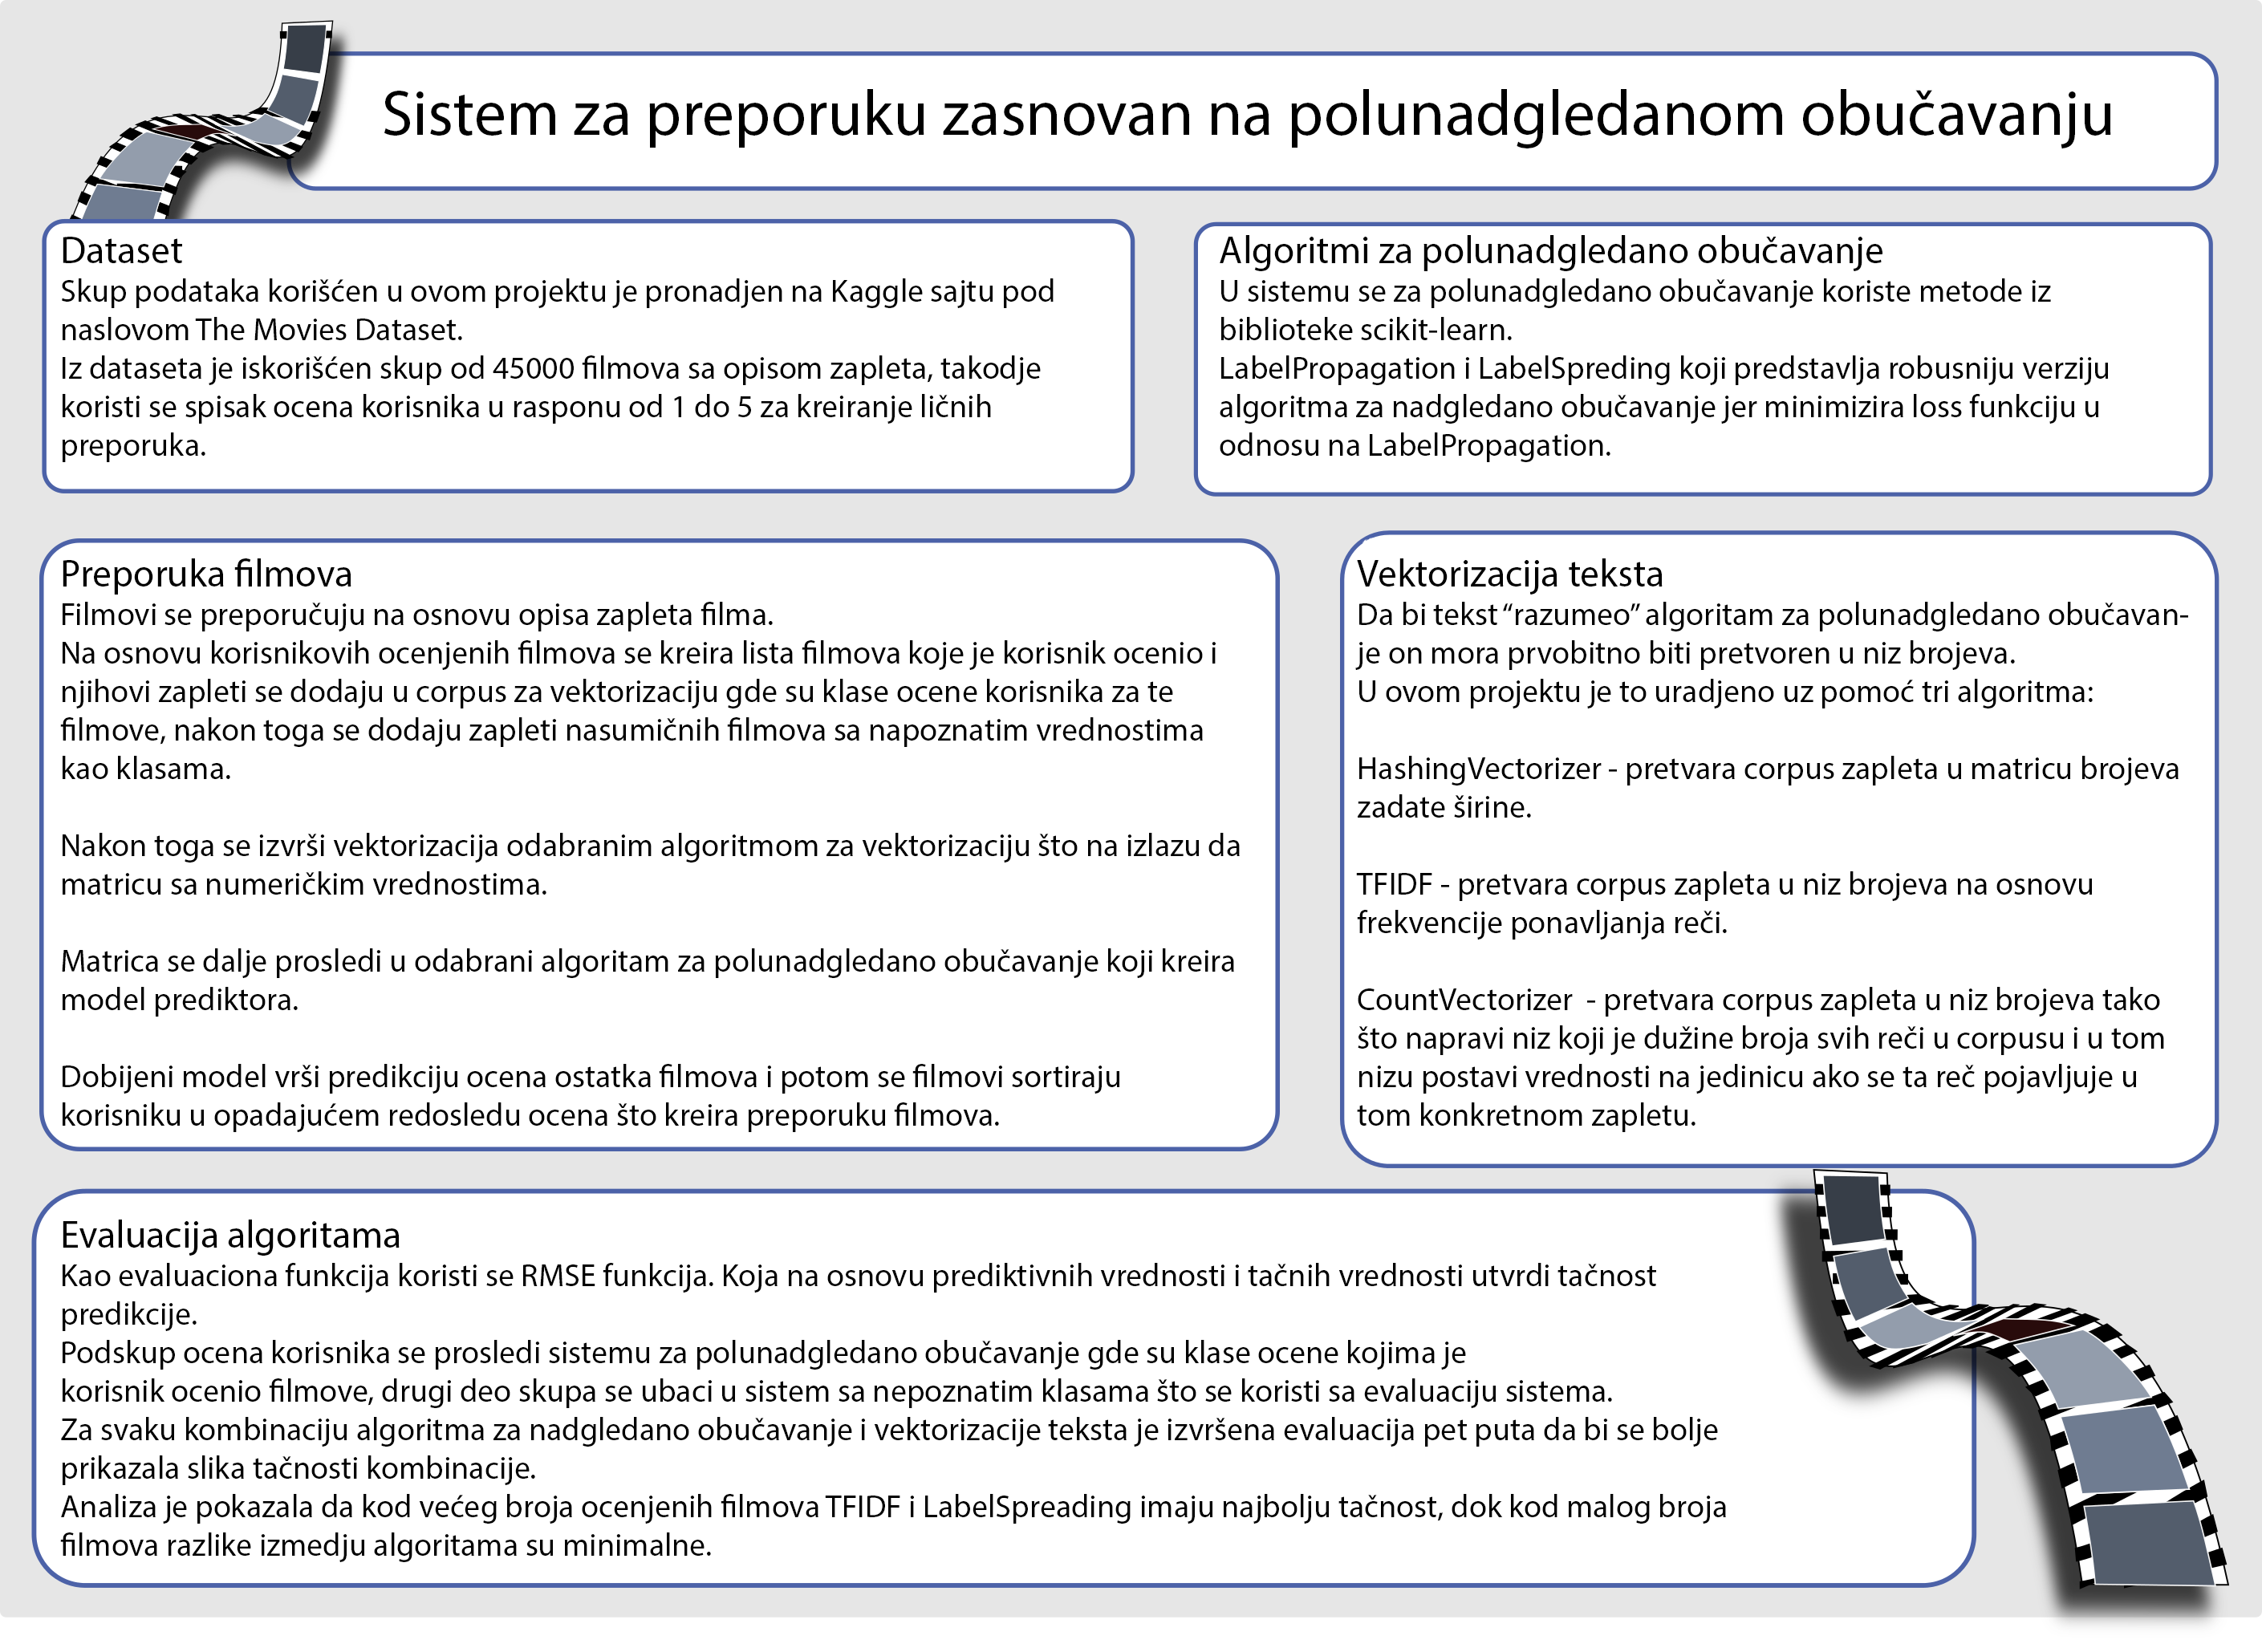 Sistem za preporuku zasnovan na polunadgledanom obučavanju
Dataset
Skup podataka korišćen u ovom projektu je pronadjen na Kaggle sajtu pod
naslovom The Movies Dataset.
Iz dataseta je iskorišćen skup od 45000 filmova sa opisom zapleta, takodje
koristi se spisak ocena korisnika u rasponu od 1 do 5 za kreiranje ličnih
preporuka.
Algoritmi za polunadgledano obučavanje
U sistemu se za polunadgledano obučavanje koriste metode iz
biblioteke scikit-learn.
LabelPropagation i LabelSpreding koji predstavlja robusniju verziju
algoritma za nadgledano obučavanje jer minimizira loss funkciju u
odnosu na LabelPropagation.
Preporuka filmova
Filmovi se preporučuju na osnovu opisa zapleta filma.
Na osnovu korisnikovih ocenjenih filmova se kreira lista filmova koje je korisnik ocenio i
njihovi zapleti se dodaju u corpus za vektorizaciju gde su klase ocene korisnika za te
filmove, nakon toga se dodaju zapleti nasumičnih filmova sa napoznatim vrednostima
kao klasama.
Nakon toga se izvrši vektorizacija odabranim algoritmom za vektorizaciju što na izlazu da
matricu sa numeričkim vrednostima.
Matrica se dalje prosledi u odabrani algoritam za polunadgledano obučavanje koji kreira
model prediktora.
Dobijeni model vrši predikciju ocena ostatka filmova i potom se filmovi sortiraju
korisniku u opadajućem redosledu ocena što kreira preporuku filmova.
Vektorizacija teksta
Da bi tekst “razumeo” algoritam za polunadgledano obučavan-
je on mora prvobitno biti pretvoren u niz brojeva.
U ovom projektu je to uradjeno uz pomoć tri algoritma:
HashingVectorizer - pretvara corpus zapleta u matricu brojeva
zadate širine.
TFIDF - pretvara corpus zapleta u niz brojeva na osnovu
frekvencije ponavljanja reči.
CountVectorizer  - pretvara corpus zapleta u niz brojeva tako
što napravi niz koji je dužine broja svih reči u corpusu i u tom
nizu postavi vrednosti na jedinicu ako se ta reč pojavljuje u
tom konkretnom zapletu.
Evaluacija algoritama
Kao evaluaciona funkcija koristi se RMSE funkcija. Koja na osnovu prediktivnih vrednosti i tačnih vrednosti utvrdi tačnost
predikcije.
Podskup ocena korisnika se prosledi sistemu za polunadgledano obučavanje gde su klase ocene kojima je
korisnik ocenio filmove, drugi deo skupa se ubaci u sistem sa nepoznatim klasama što se koristi sa evaluaciju sistema.
Za svaku kombinaciju algoritma za nadgledano obučavanje i vektorizacije teksta je izvršena evaluacija pet puta da bi se bolje
prikazala slika tačnosti kombinacije.
Analiza je pokazala da kod većeg broja ocenjenih filmova TFIDF i LabelSpreading imaju najbolju tačnost, dok kod malog broja
filmova razlike izmedju algoritama su minimalne.